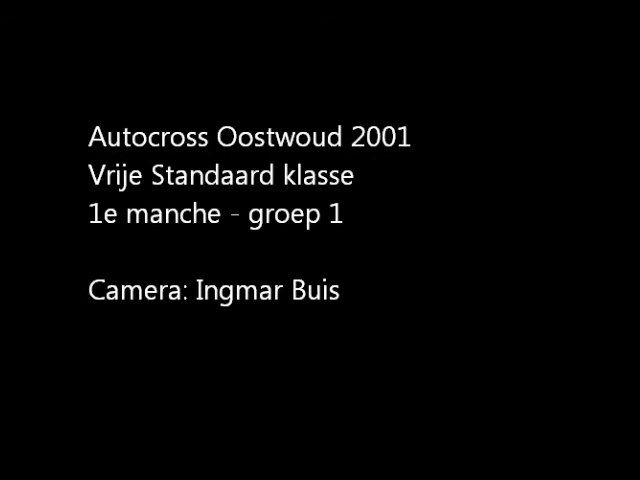 Autocross Oostwoud 2001
Vrije Standaard klasse
1e manche - groep 1
Camera: Ingmar Buis